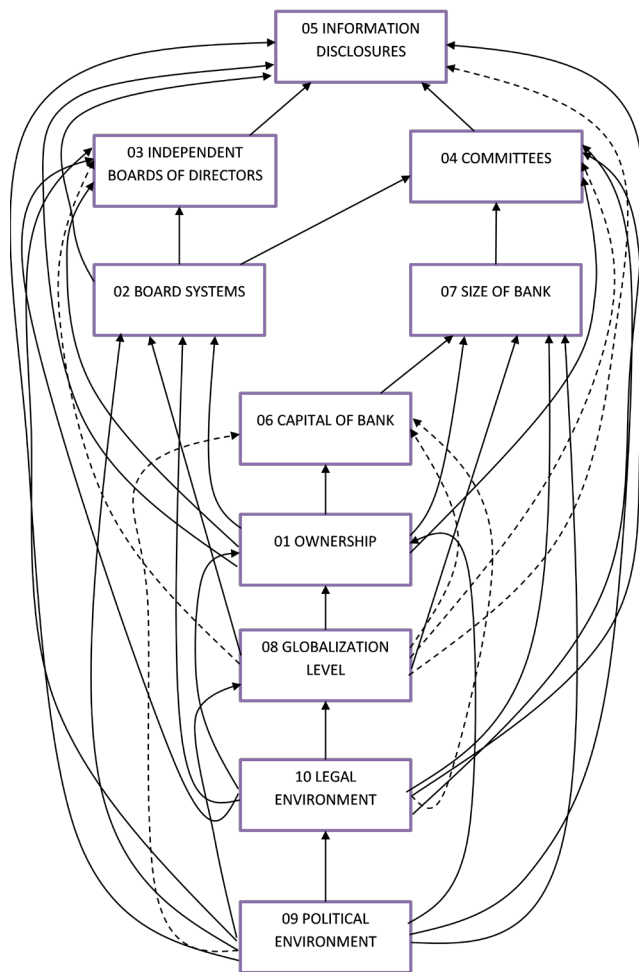 05 INFORMATION
DISCLOSURES
03 INDEPENDENT
BOARDS OF DIRECTORS
04 COMMITTEES
02 BOARD SYSTEMS
07 SIZE OF BANK
06 CAPITAL OF BANK
01 OWNERSHIP
08 GLOBALIZATION
LEVEL
10 LEGAL
ENVIRONMENT
09 POLITICAL
ENVIRONMENT